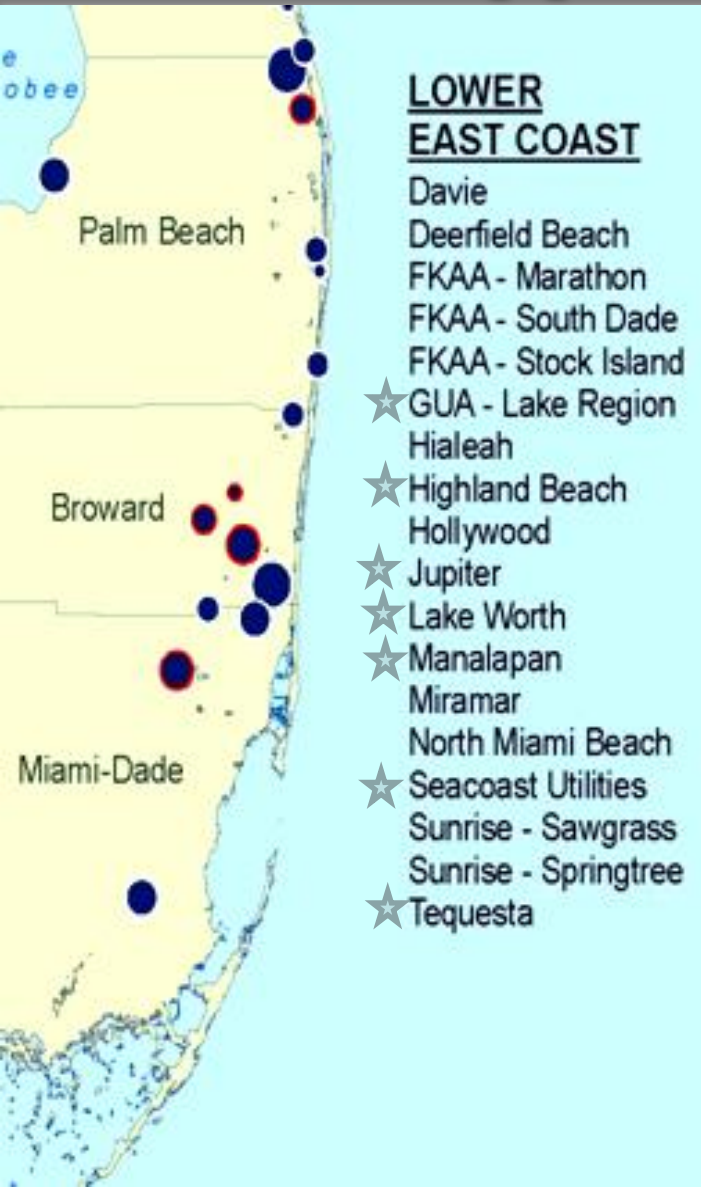 e
obee
Palm Beach
Broward
Miami-Dade
LOWER
EAST COAST
Davie
Deerfield Beach
FKAA - Marathon
FKAA - South Dade
FKAA - Stock Island
GUA - Lake Region
Hialeah
Highland Beach
Hollywood
Jupiter
Lake Worth
Manalapan
Miramar
North Miami Beach
Seacoast Utilities
Sunrise - Sawgrass
Sunrise - Springtree
Tequesta